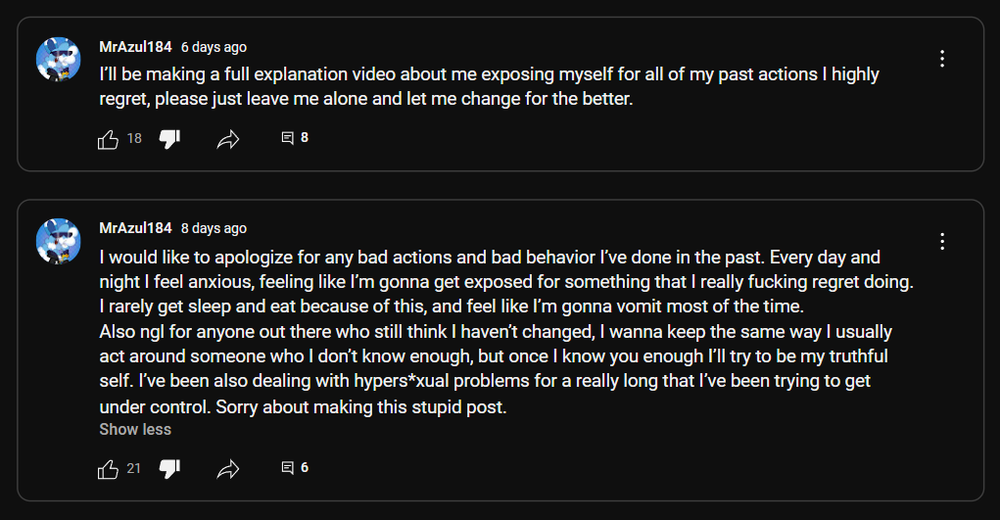 MrAzul184 6 days ago
I'll be making a full explanation video about me exposing myself for all of my past actions I highly
regret, please just leave me alone and let me change for the better.
18 8
MrAzul184 8 days ago
I would like to apologize for any bad actions and bad behavior I've done in the past. Every day and
night I feel anxious, feeling like I'm gonna get exposed for something that I really fucking regret doing.
I rarely get sleep and eat because of this, and feel like I'm gonna vomit most of the time.
Also ngl for anyone out there who still think I haven't changed, I wanna keep the same way I usually
act around someone who I don't know enough, but once I know you enough I'll try to be my truthful
self. I've been also dealing with hypers*xual problems for a really long that I've been trying to get
under control. Sorry about making this stupid post.
Show less
21 6